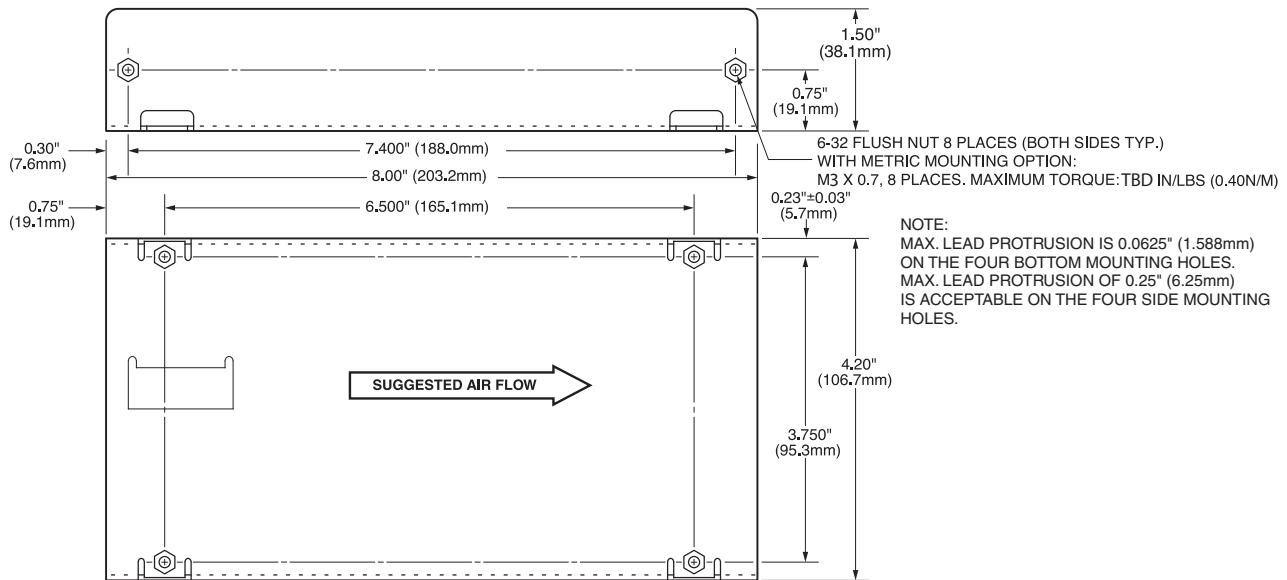 1.50"
(38.1mm)
0.75"
(19.1mm)
6-32 FLUSH NUT 8 PLACES (BOTH SIDES TYP.)
WITH METRIC MOUNTING OPTION:
M3 X 0.7, 8 PLACES. MAXIMUM TORQUE: TBD IN/LBS (0.40N/M)
0.30"
(7.6mm)
7.400" (188.0mm)
8.00" (203.2mm)
0.75"
(19.1mm)
6.500" (165.1mm)
0.23"±0.03"
(5.7mm)
NOTE:
MAX. LEAD PROTRUSION IS 0.0625" (1.588mm)
ON THE FOUR BOTTOM MOUNTING HOLES.
MAX. LEAD PROTRUSION OF 0.25" (6.25mm)
IS ACCEPTABLE ON THE FOUR SIDE MOUNTING
HOLES.
SUGGESTED AIR FLOW
4.20"
(106.7mm)
3.750"
(95.3mm)